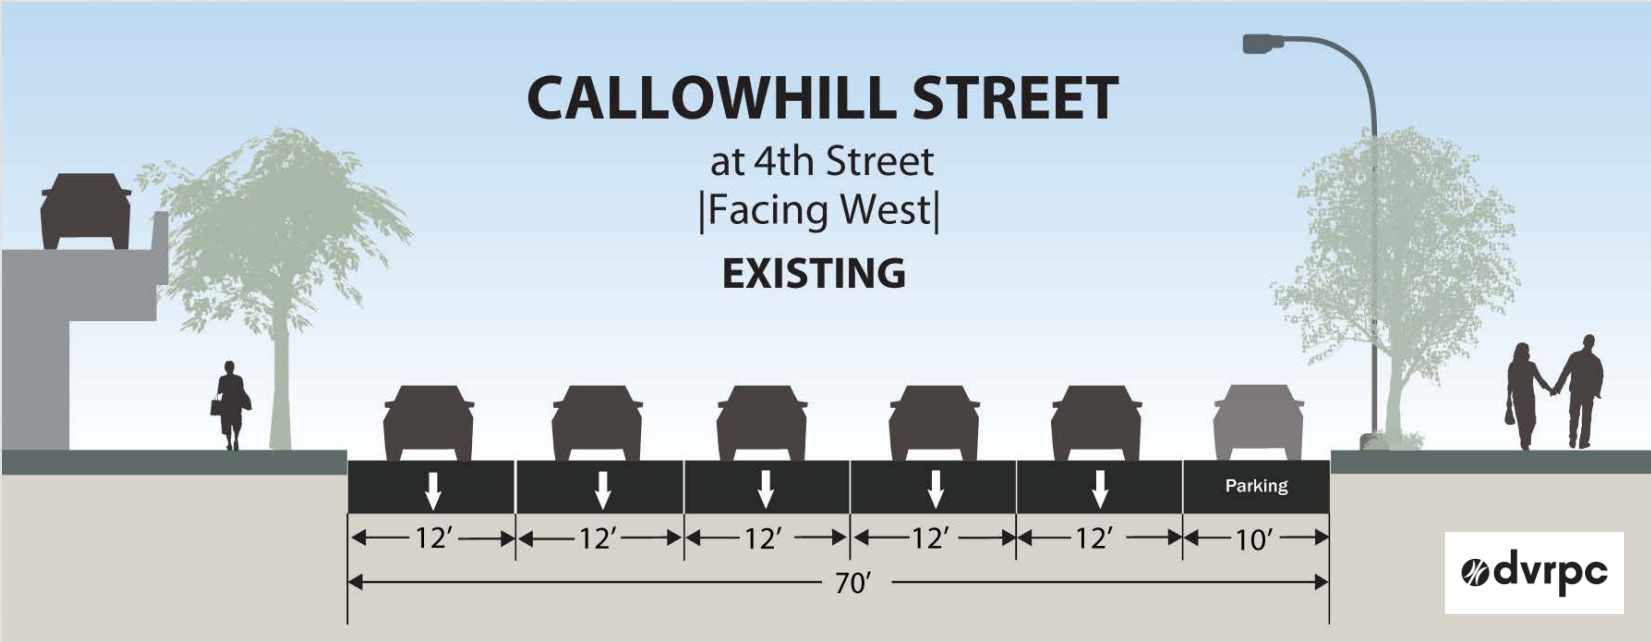 CALLOWHILL STREET
at 4th Street
|Facing West|
EXISTING
Parking
12’ 12’ 12’ 12’ 12’ 10’
70’
dvrpc